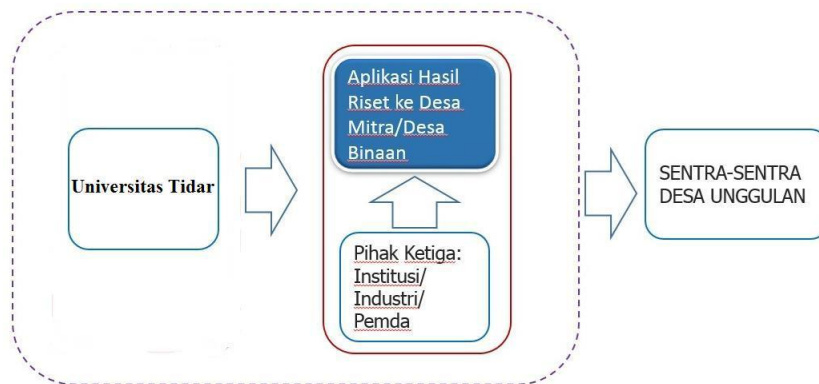 Universitas Tidar
Aplikasi Hasil
Riset ke Desa
Mitra/Desa
Binaan
Pihak Ketiga:
Institusi/
Industri/
Pemda
SENTRA-SENTRA
DESA UNGGULAN